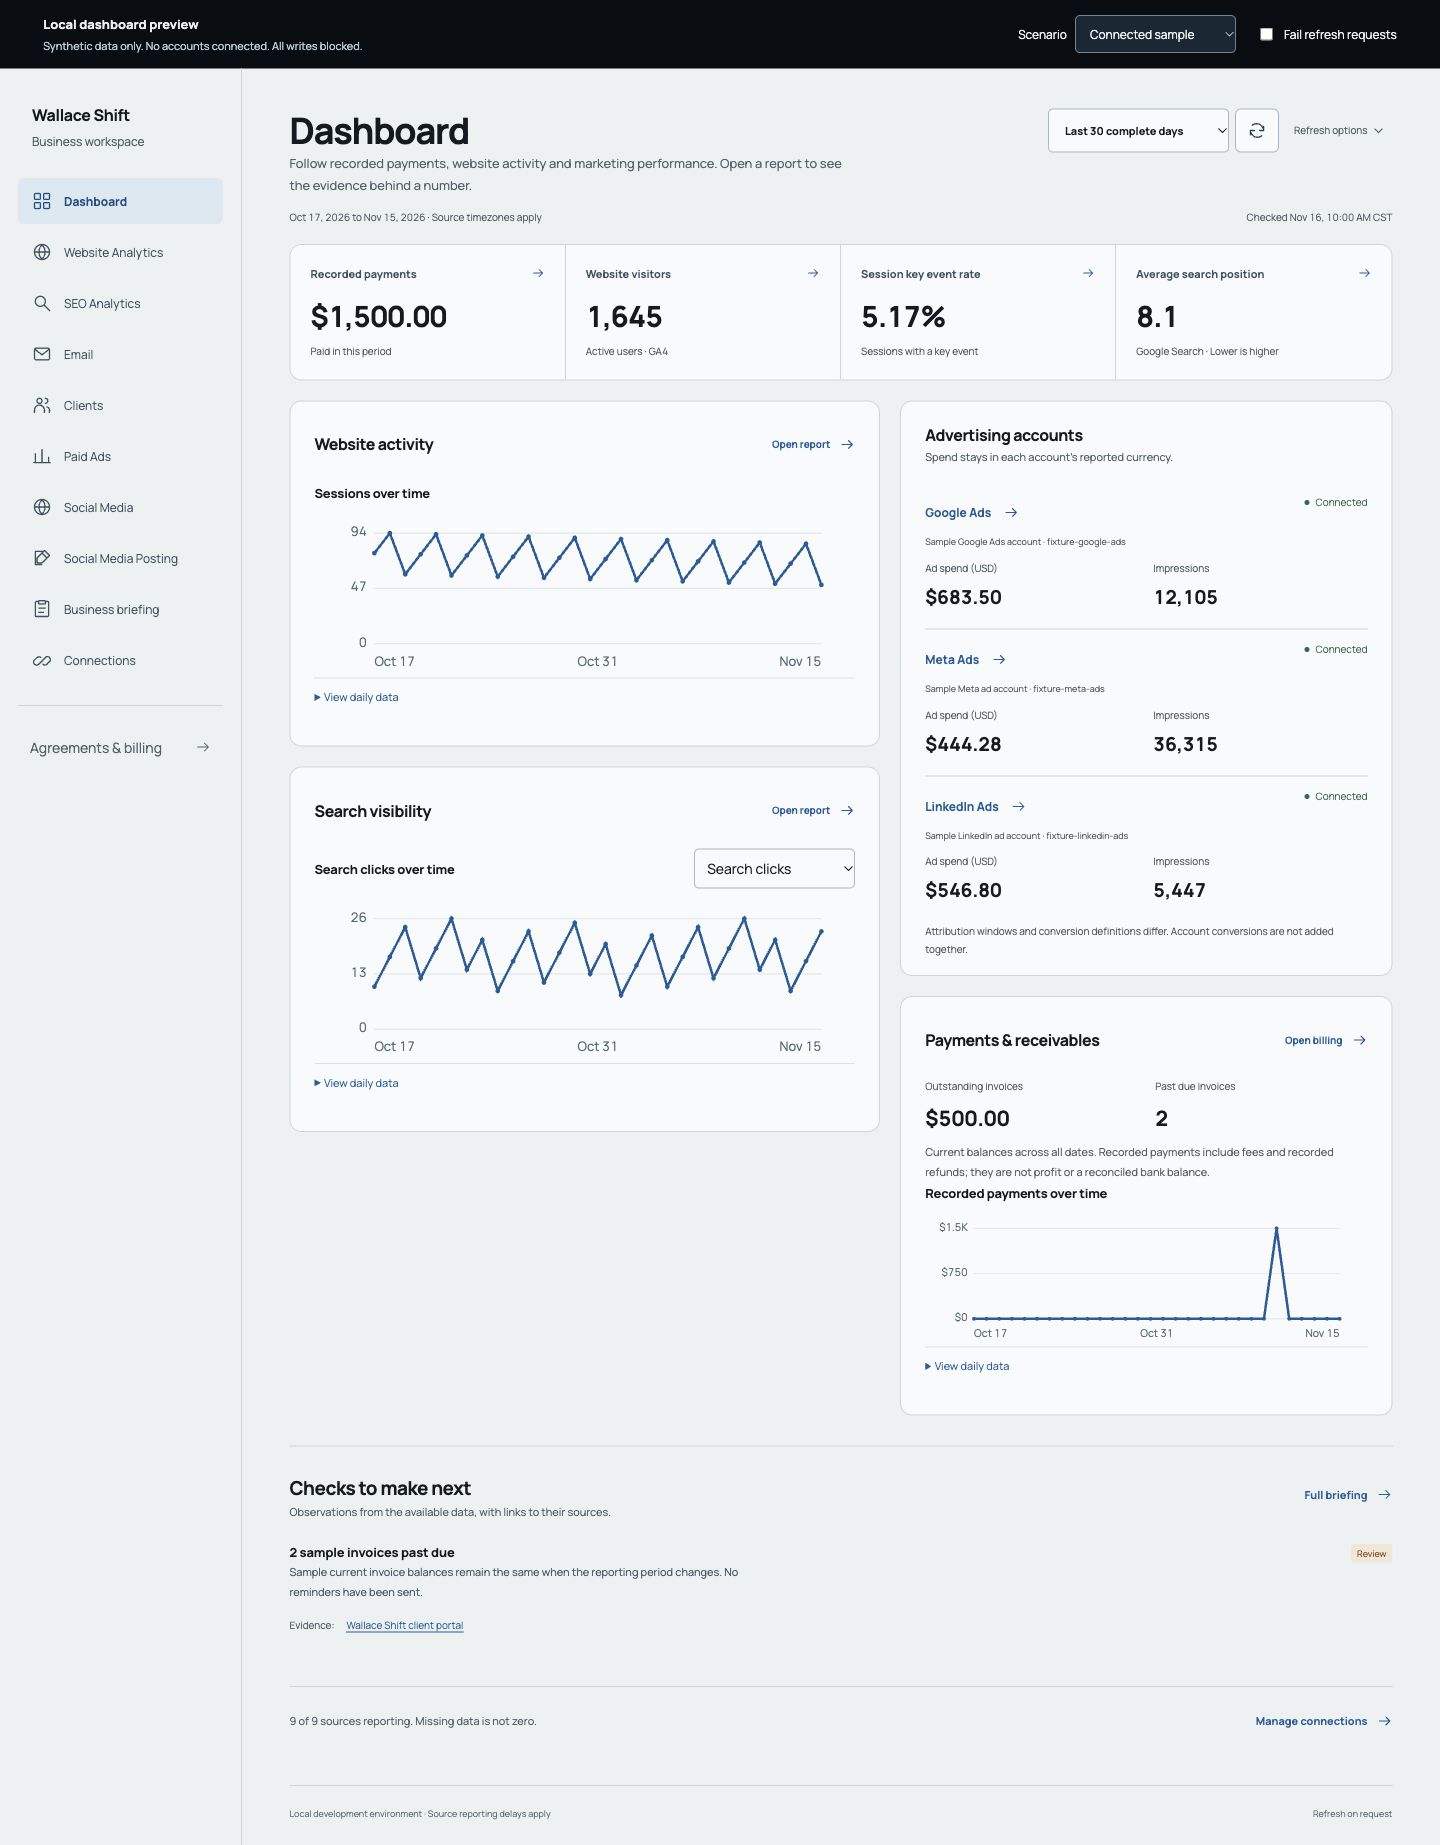 Local dashboard preview
Synthetic data only. No accounts connected. All writes blocked.
Scenario
Connected sample
Fail refresh requests
Wallace Shift
Business workspace
Dashboard
Website Analytics
SEO Analytics
Email
Clients
Paid Ads
Social Media
Social Media Posting
Business briefing
Connections
Agreements & billing
Dashboard
Follow recorded payments, website activity and marketing performance. Open a report to see
the evidence behind a number.
Last 30 complete days
Refresh options
Oct 17, 2026 to Nov 15, 2026 · Source timezones apply
Checked Nov 16, 10:00 AM CST
Recorded payments
$1,500.00
Paid in this period
Website visitors
1,645
Active users · GA4
Session key event rate
5.17%
Sessions with a key event
Average search position
8.1
Google Search · Lower is higher
Website activity
Open report
Sessions over time
94
47
0
Oct 17
Oct 31
Nov 15
View daily data
Search visibility
Open report
Search clicks over time
Search clicks
26
13
0
Oct 17
Oct 31
Nov 15
View daily data
Advertising accounts
Spend stays in each account's reported currency.
Google Ads
Connected
Sample Google Ads account · fixture-google-ads
Ad spend (USD)
Impressions
$683.50
12,105
Meta Ads
Connected
Sample Meta ad account · fixture-meta-ads
Ad spend (USD)
Impressions
$444.28
36,315
LinkedIn Ads
Connected
Sample LinkedIn ad account · fixture-linkedin-ads
Ad spend (USD)
Impressions
$546.80
5,447
Attribution windows and conversion definitions differ. Account conversions are not added
together.
Payments & receivables
Open billing
Outstanding invoices
Past due invoices
$500.00
2
Current balances across all dates. Recorded payments include fees and recorded
refunds; they are not profit or a reconciled bank balance.
Recorded payments over time
$1.5K
$750
$0
Oct 17
Oct 31
Nov 15
View daily data
Checks to make next
Full briefing
Observations from the available data, with links to their sources.
2 sample invoices past due
Review
Sample current invoice balances remain the same when the reporting period changes. No
reminders have been sent.
Evidence: Wallace Shift client portal
9 of 9 sources reporting. Missing data is not zero.
Manage connections
Local development environment · Source reporting delays apply
Refresh on request